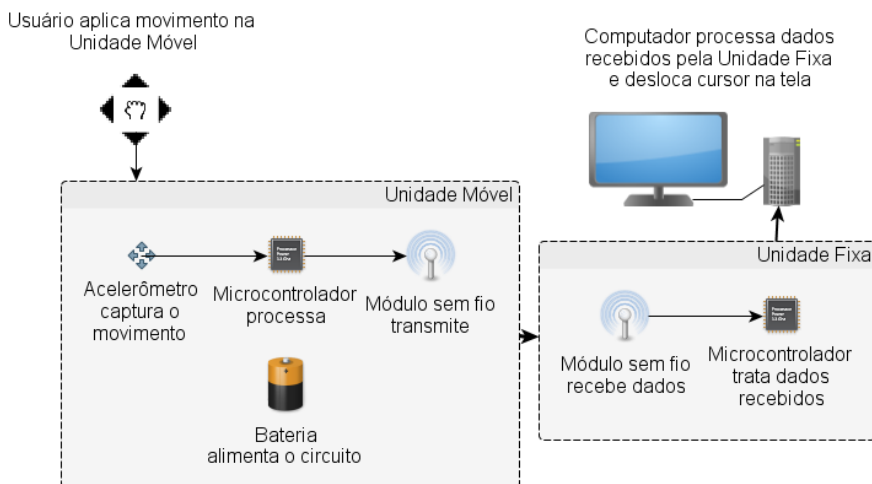 Usuário aplica movimento na
Unidade Móvel
Computador processa dados
recebidos pela Unidade Fixa
e desloca cursor na tela
Unidade Móvel
Acelerômetro
captura o
movimento
Microcontrolador
processa
Módulo sem fio
transmite
Bateria
alimenta o circuito
Unidade Fixa
Módulo sem fio
recebe dados
Microcontrolador
trata dados
recebidos